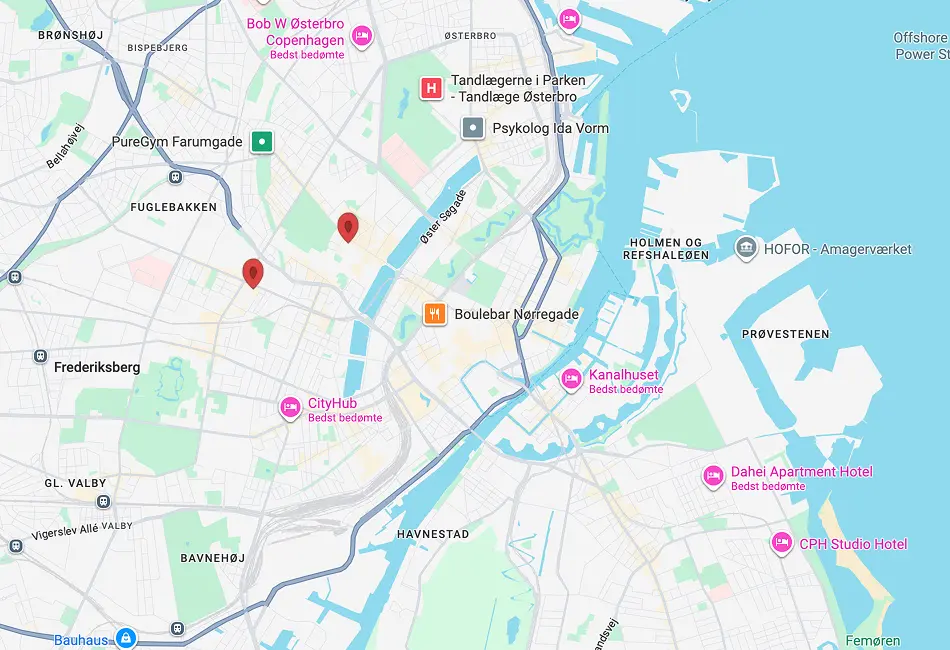 Bob W Østerbro
Copenhagen
Bedst bedømte
BRØNSHØJ
BISPEBJERG
ØSTERBRO
Offshore
Power St
H
Tandlægerne i Parken
- Tandlæge Østerbro
Psykolog Ida Vorm
PureGym Farumgade
Bellahøjvej
FUGLEBAKKEN
Øster Søgade
HOLMEN OG
REFSHALEØEN
HOFOR - Amagerværket
Boulebar Nørregade
PRØVESTENEN
Frederiksberg
Kanalhuset
Bedst bedømte
CityHub
Bedst bedømte
Dahei Apartment Hotel
Bedst bedømte
GL. VALBY
Vigerslev Allé
VALBY
HAVNESTAD
CPH Studio Hotel
BAVNEHØJ
Bauhaus
andsvej
Femøren